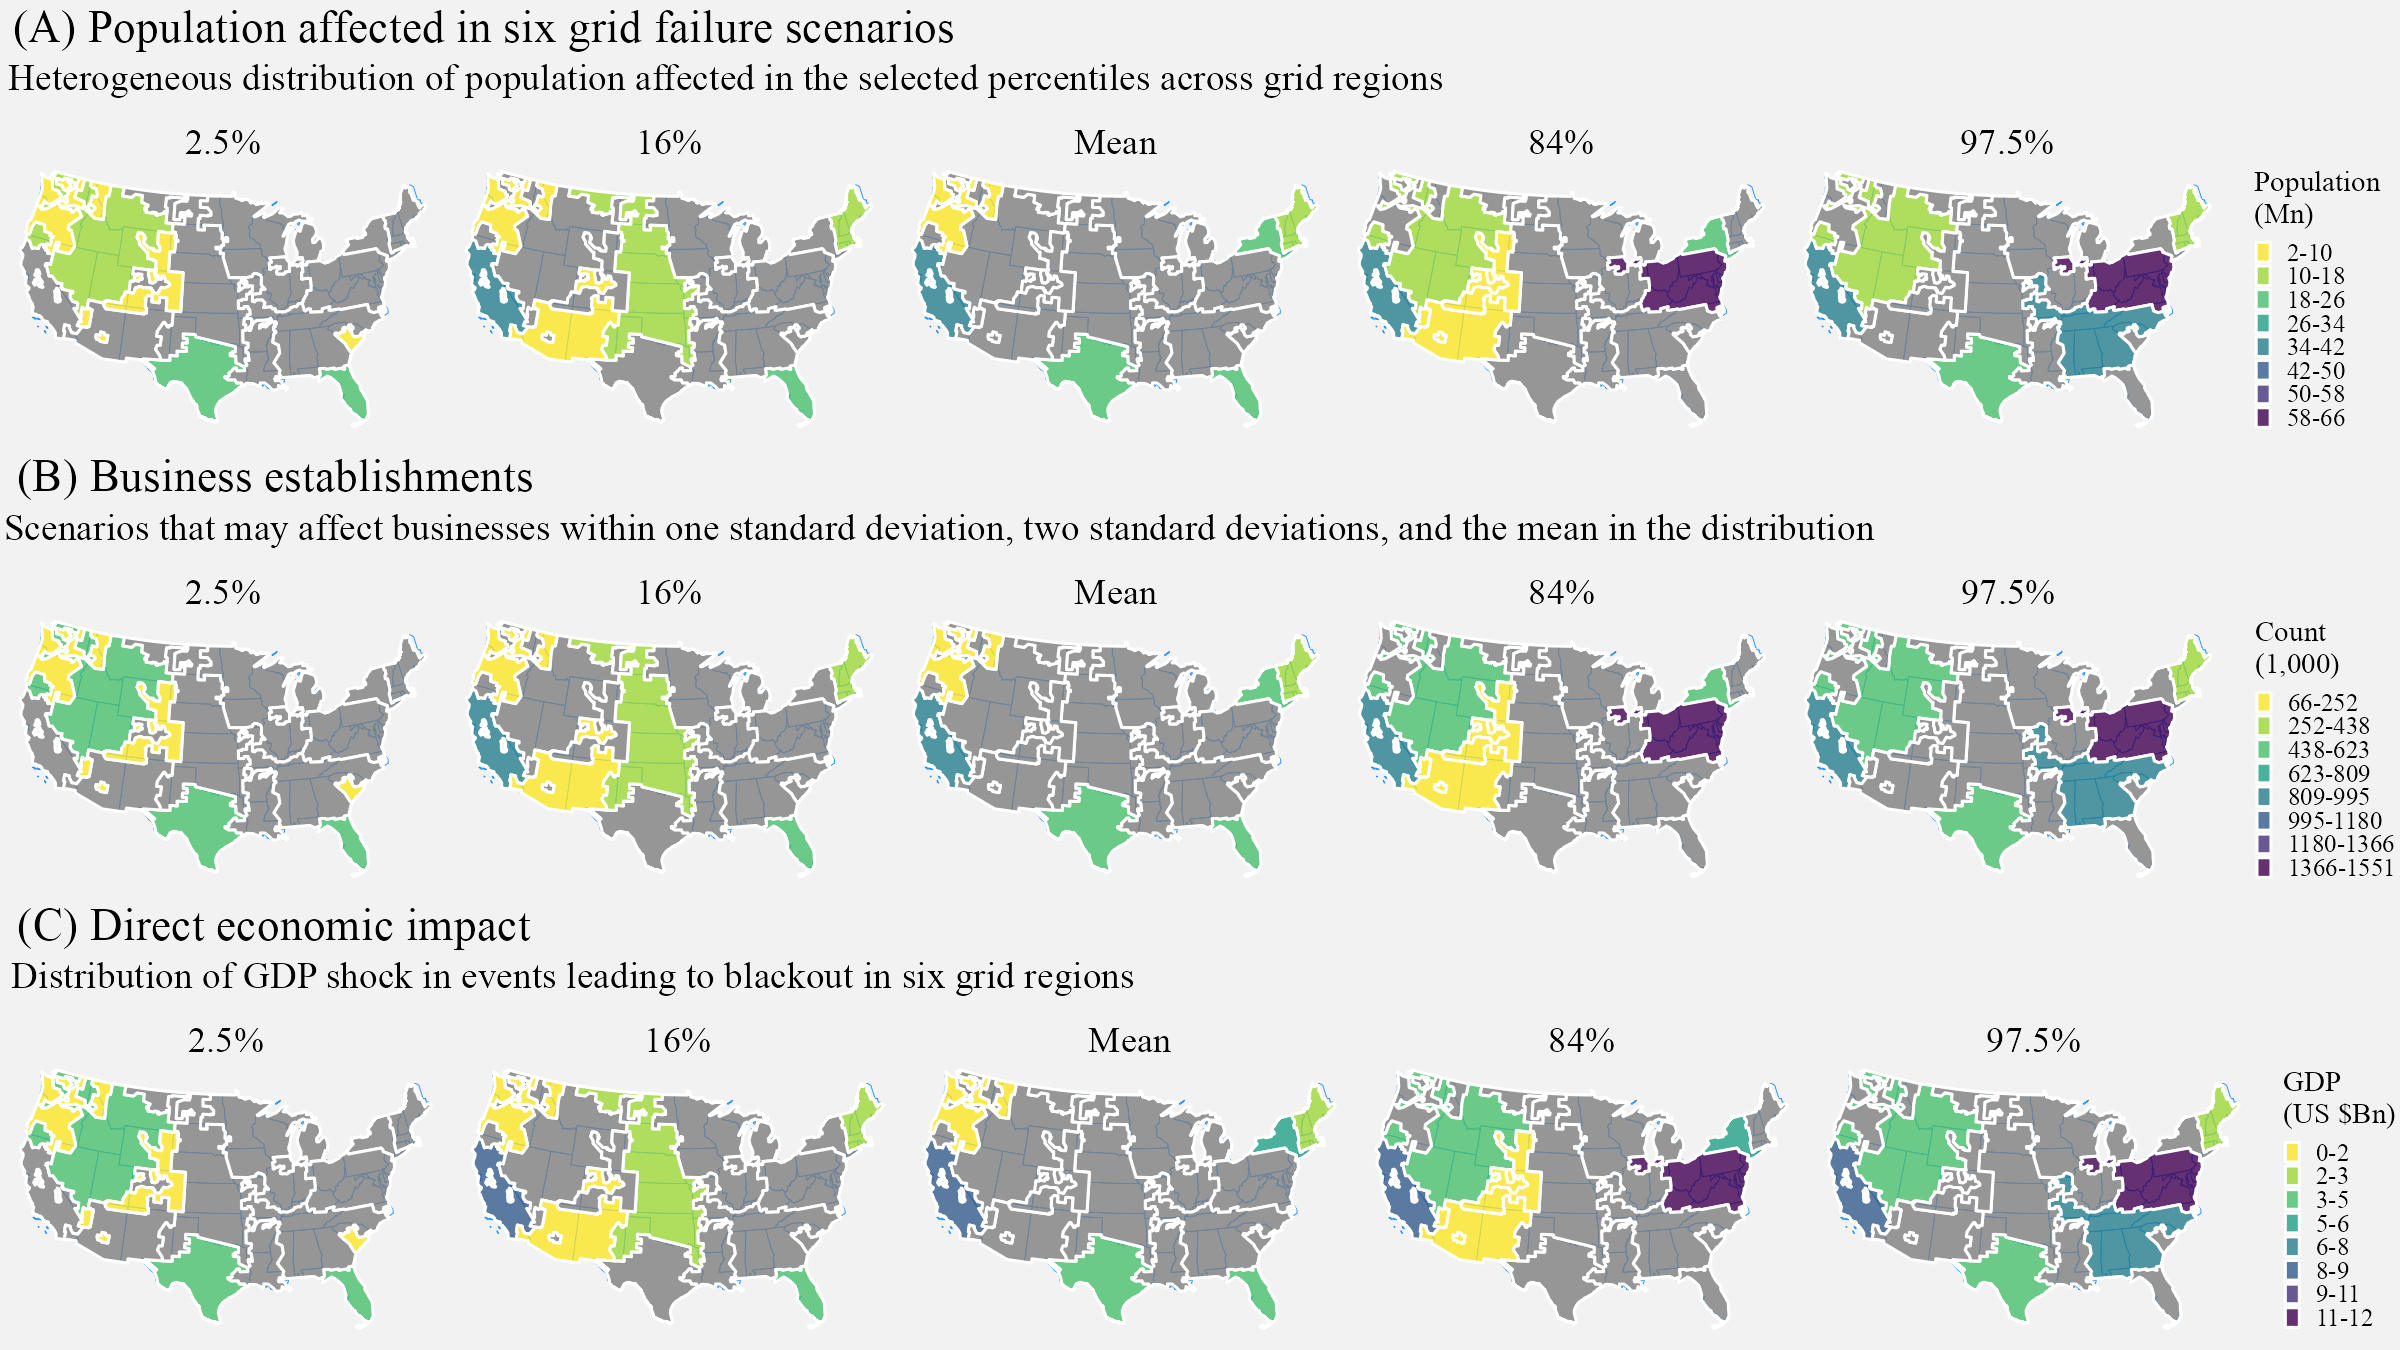 (A) Population affected in six grid failure scenarios
Heterogeneous distribution of population affected in the selected percentiles across grid regions
2.5%
16%
Mean
84%
97.5%
Population
(Mn)
2-10
10-18
18-26
26-34
34-42
42-50
50-58
58-66
(B) Business establishments
Scenarios that may affect businesses within one standard deviation, two standard deviations, and the mean in the distribution
2.5%
16%
Mean
84%
97.5%
Count
(1,000)
66-252
252-438
438-623
623-809
809-995
995-1180
1180-1366
1366-1551
(C) Direct economic impact
Distribution of GDP shock in events leading to blackout in six grid regions
2.5%
16%
Mean
84%
97.5%
GDP
(US $Bn)
0-2
2-3
3-5
5-6
6-8
8-9
9-11
11-12